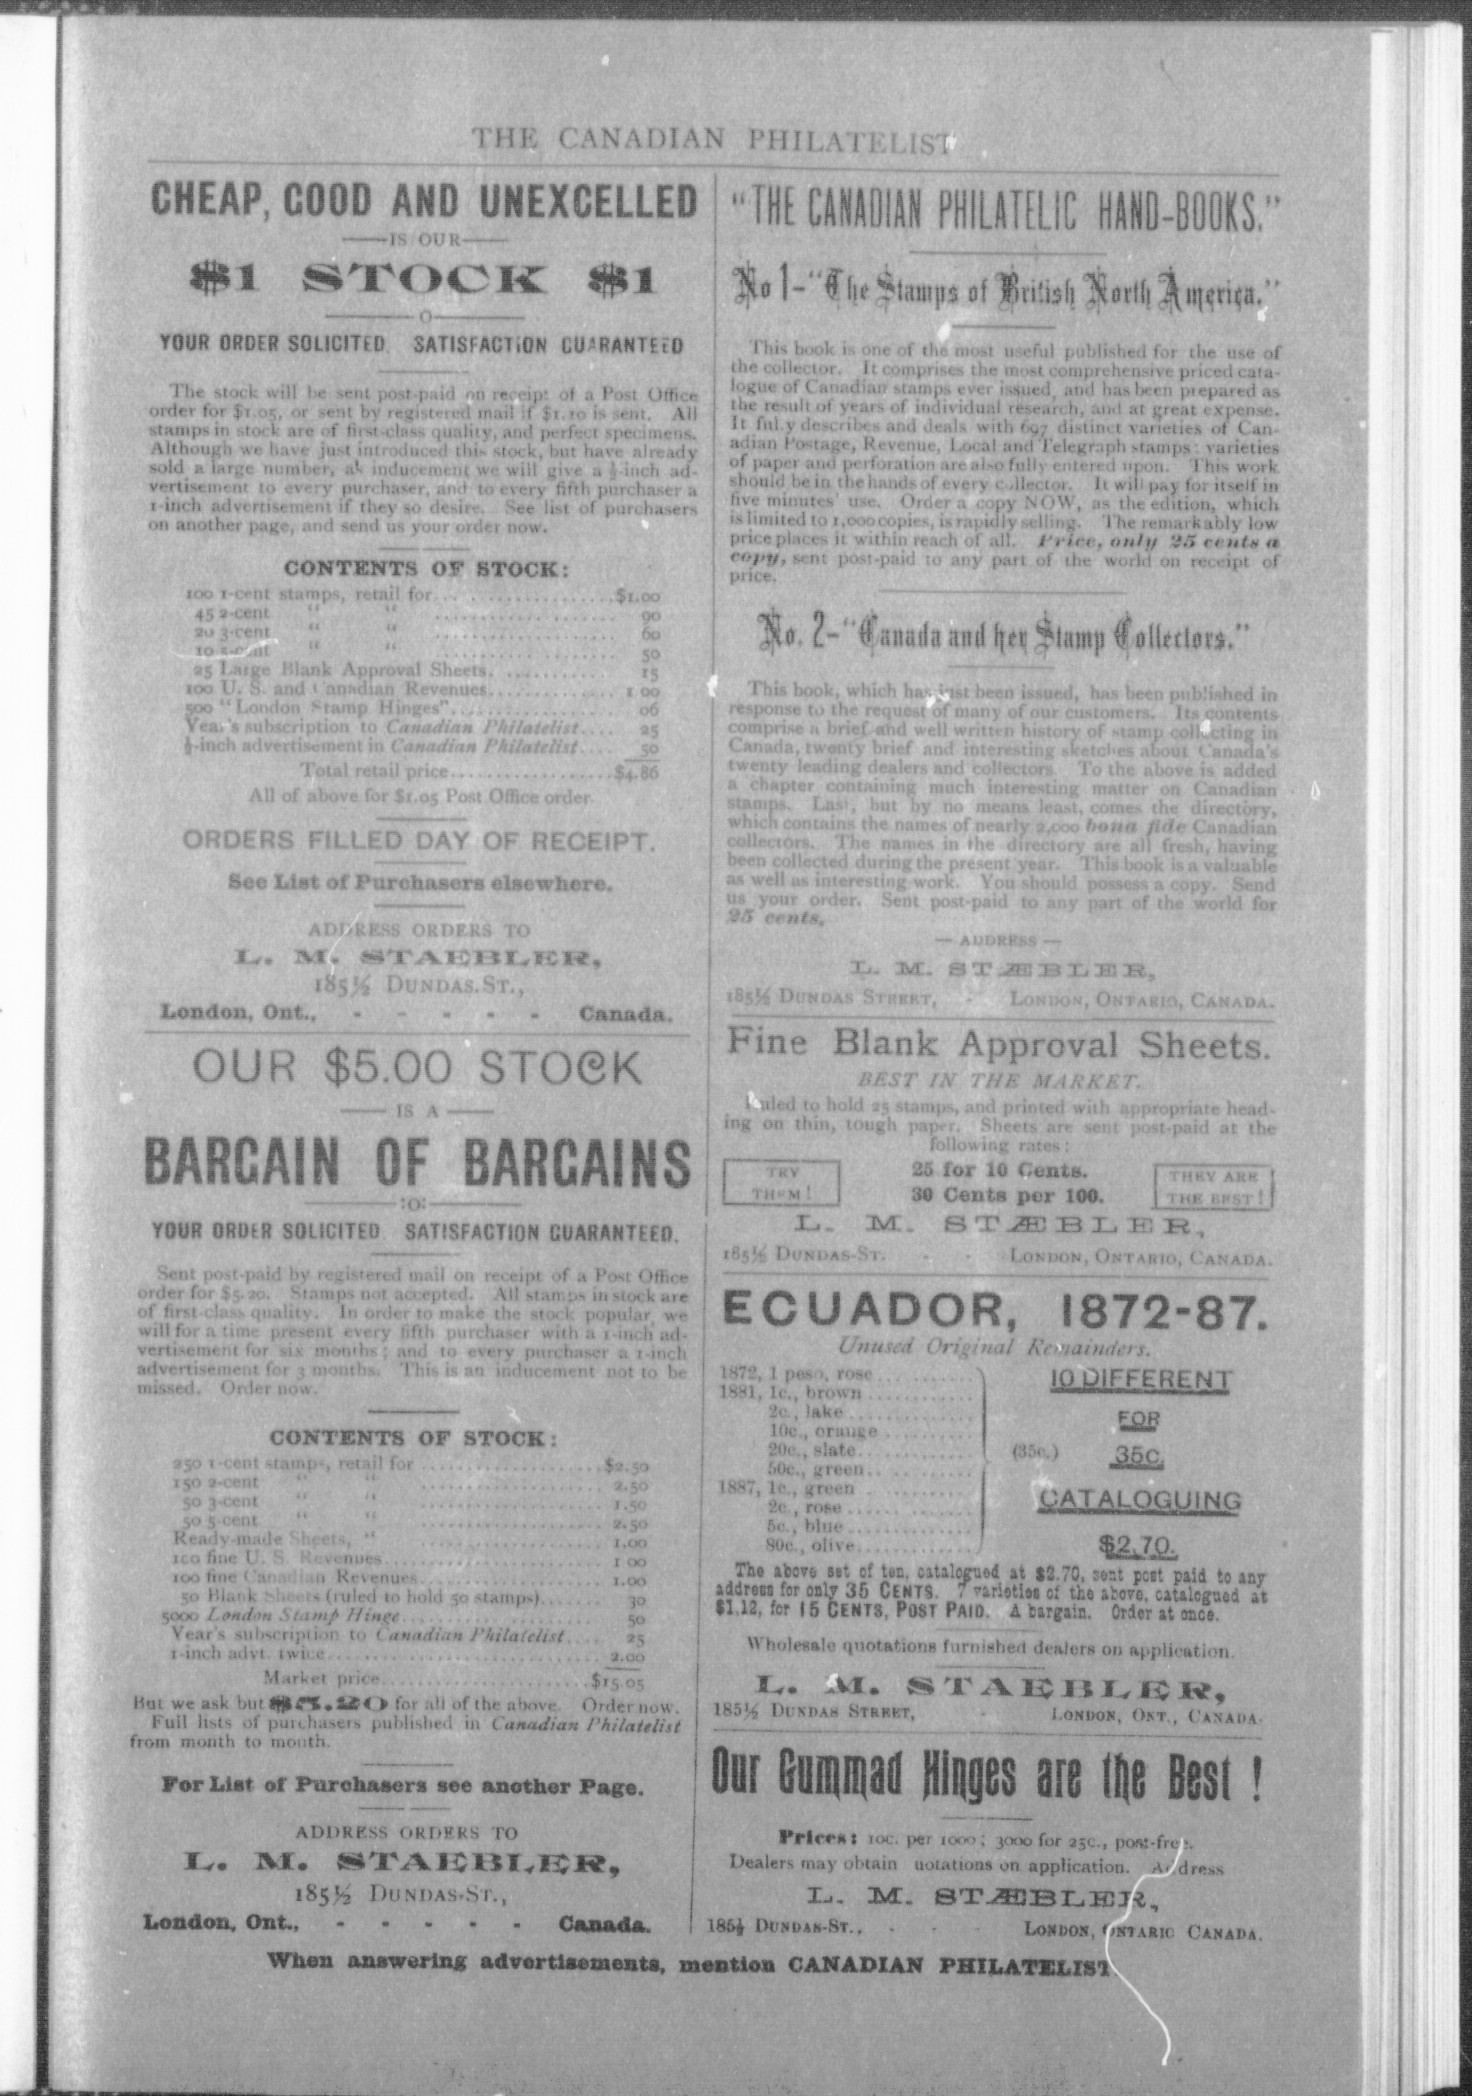 THE CANADIAN PHILATELIST
CHEAP, GOOD AND UNEXCELLED
IS OUR
$1 STOCK $1
O
YOUR ORDER SOLICITED. SATISFACTION GUARANTEED
The stock will be sent post-paid on receipt of a Post Office
order for $1.05, or sent by registered mail if $1.10 is sent. All
stamps in stock are of first-class quality, and perfect specimens.
Although we have just introduced this stock, but have already
sold a large number, as inducement we will give a ½-inch ad-
vertisement to every purchaser, and to every fifth purchaser a
1-inch advertisement if they so desire. See list of purchasers
on another page, and send us your order now.
CONTENTS OF STOCK:
100 1-cent stamps, retail for..................$1.00
45 2-cent " " .................. 90
20 3-cent " " .................. 60
10 5-cent " " .................. 50
25 Large Blank Approval Sheets............ 15
100 U. S. and Canadian Revenues............. 1 00
500 "London Stamp Hinges"................ 06
Year's subscription to Canadian Philatelist.... 25
½-inch advertisement in Canadian Philatelist.... 50
Total retail price................$4.86
All of above for $1.05 Post Office order.
ORDERS FILLED DAY OF RECEIPT.
See List of Purchasers elsewhere.
ADDRESS ORDERS TO
L. M. STAEBLER,
185½ DUNDAS.ST.,
London, Ont., - - - - - Canada.
OUR $5.00 STOCK
IS A
BARGAIN OF BARGAINS
:O:
YOUR ORDER SOLICITED SATISFACTION GUARANTEED.
Sent post-paid by registered mail on receipt of a Post Office
order for $5.20. Stamps not accepted. All stamps in stock are
of first-class quality. In order to make the stock popular, we
will for a time present every fifth purchaser with a 1-inch ad-
vertisement for six months; and to every purchaser a 1-inch
advertisement for 3 months. This is an inducement not to be
missed. Order now.
CONTENTS OF STOCK:
250 1-cent stamps, retail for ..................$2.50
150 2-cent " " .................. 2.50
50 3-cent " " .................. 1.50
50 5-cent " " .................. 2.50
Ready-made Sheets, " .................. 1.00
100 fine U. S. Revenues..................... 1 00
100 fine Canadian Revenues.................. 1.00
50 Blank Sheets (ruled to hold 50 stamps)...... 30
5000 London Stamp Hinge................... 50
Year's subscription to Canadian Philatelist.... 25
1-inch advt. twice........................... 2.00
Market price....................$15.05
But we ask but $5.20 for all of the above. Order now.
Full lists of purchasers published in Canadian Philatelist
from month to month.
For List of Purchasers see another Page.
ADDRESS ORDERS TO
L. M. STAEBLER,
185½ DUNDAS-ST.,
London, Ont., - - - - - Canada.
"THE CANADIAN PHILATELIC HAND-BOOKS."
No 1-"The Stamps of British North America."
This book is one of the most useful published for the use of
the collector. It comprises the most comprehensive priced cata-
logue of Canadian stamps ever issued, and has been prepared as
the result of years of individual research, and at great expense.
It fully describes and deals with 697 distinct varieties of Can-
adian Postage, Revenue, Local and Telegraph stamps: varieties
of paper and perforation are also fully entered upon. This work
should be in the hands of every collector. It will pay for itself in
five minutes' use. Order a copy NOW, as the edition, which
is limited to 1,000 copies, is rapidly selling. The remarkably low
price places it within reach of all. Price, only 25 cents a
copy, sent post-paid to any part of the world on receipt of
price.
No. 2-"Canada and her Stamp Collectors."
This book, which has just been issued, has been published in
response to the request of many of our customers. Its contents
comprise a brief and well written history of stamp collecting in
Canada, twenty brief and interesting sketches about Canada's
twenty leading dealers and collectors. To the above is added
a chapter containing much interesting matter on Canadian
stamps. Last, but by no means least, comes the directory,
which contains the names of nearly 2,000 bona fide Canadian
collectors. The names in the directory are all fresh, having
been collected during the present year. This book is a valuable
as well as interesting work. You should possess a copy. Send
us your order. Sent post-paid to any part of the world for
25 cents.
— ADDRESS —
L. M. STÆBLER,
185½ DUNDAS STREET, - LONDON, ONTARIO, CANADA.
Fine Blank Approval Sheets.
BEST IN THE MARKET.
Ruled to hold 25 stamps, and printed with appropriate head-
ing on thin, tough paper. Sheets are sent post-paid at the
following rates:
TRY THEM!
25 for 10 Cents.
30 Cents per 100.
THEY ARE THE BEST!
L. M. STÆBLER,
185½ DUNDAS-ST. - - LONDON, ONTARIO, CANADA.
ECUADOR, 1872-87.
Unused Original Remainders.
1872, 1 peso, rose............
1881, 1c., brown.............
2c., lake.............
10c., orange..........
20c., slate............
50c., green............
1887, 1c., green............
2c., rose.............
5c., blue.............
80c., olive............
(35c.)
10 DIFFERENT
FOR
35C.
CATALOGUING
$2.70.
The above set of ten, catalogued at $2.70, sent post paid to any
address for only 35 CENTS. 7 varieties of the above, catalogued at
$1.12, for 15 CENTS, POST PAID. A bargain. Order at once.
Wholesale quotations furnished dealers on application.
L. M. STAEBLER,
185½ DUNDAS STREET, - LONDON, ONT., CANADA.
Our Gummad Hinges are the Best !
Prices: 10c. per 1000; 3000 for 25c., post-free.
Dealers may obtain uotations on application. Address
L. M. STÆBLER,
185½ DUNDAS-ST., - - - LONDON, ONTARIO CANADA.
When answering advertisements, mention CANADIAN PHILATELIST